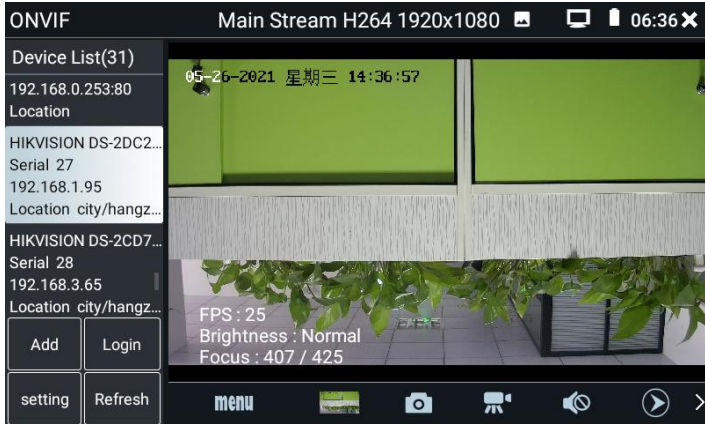 ONVIF
Main Stream H264 1920x1080
06:36
Device List(31)
192.168.0.253:80
Location
HIKVISION DS-2DC2...
Serial 27
192.168.1.95
Location city/hangz...
HIKVISION DS-2CD7...
Serial 28
192.168.3.65
Location city/hangz...
Add
Login
setting
Refresh
05-26-2021 星期三 14:36:57
FPS : 25
Brightness : Normal
Focus : 407 / 425
menu